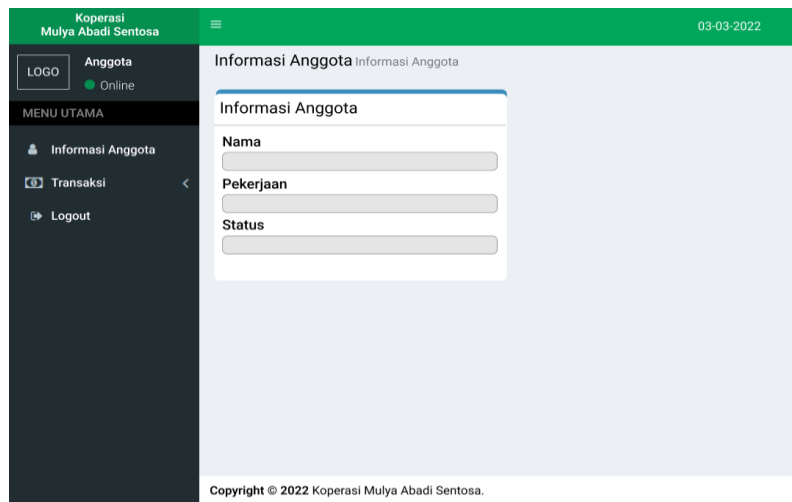 Koperasi
Mulya Abadi Sentosa
03-03-2022
LOGO
Anggota
Online
MENU UTAMA
Informasi Anggota
Transaksi
Logout
Informasi Anggota Informasi Anggota
Informasi Anggota
Nama
Pekerjaan
Status
Copyright © 2022 Koperasi Mulya Abadi Sentosa.